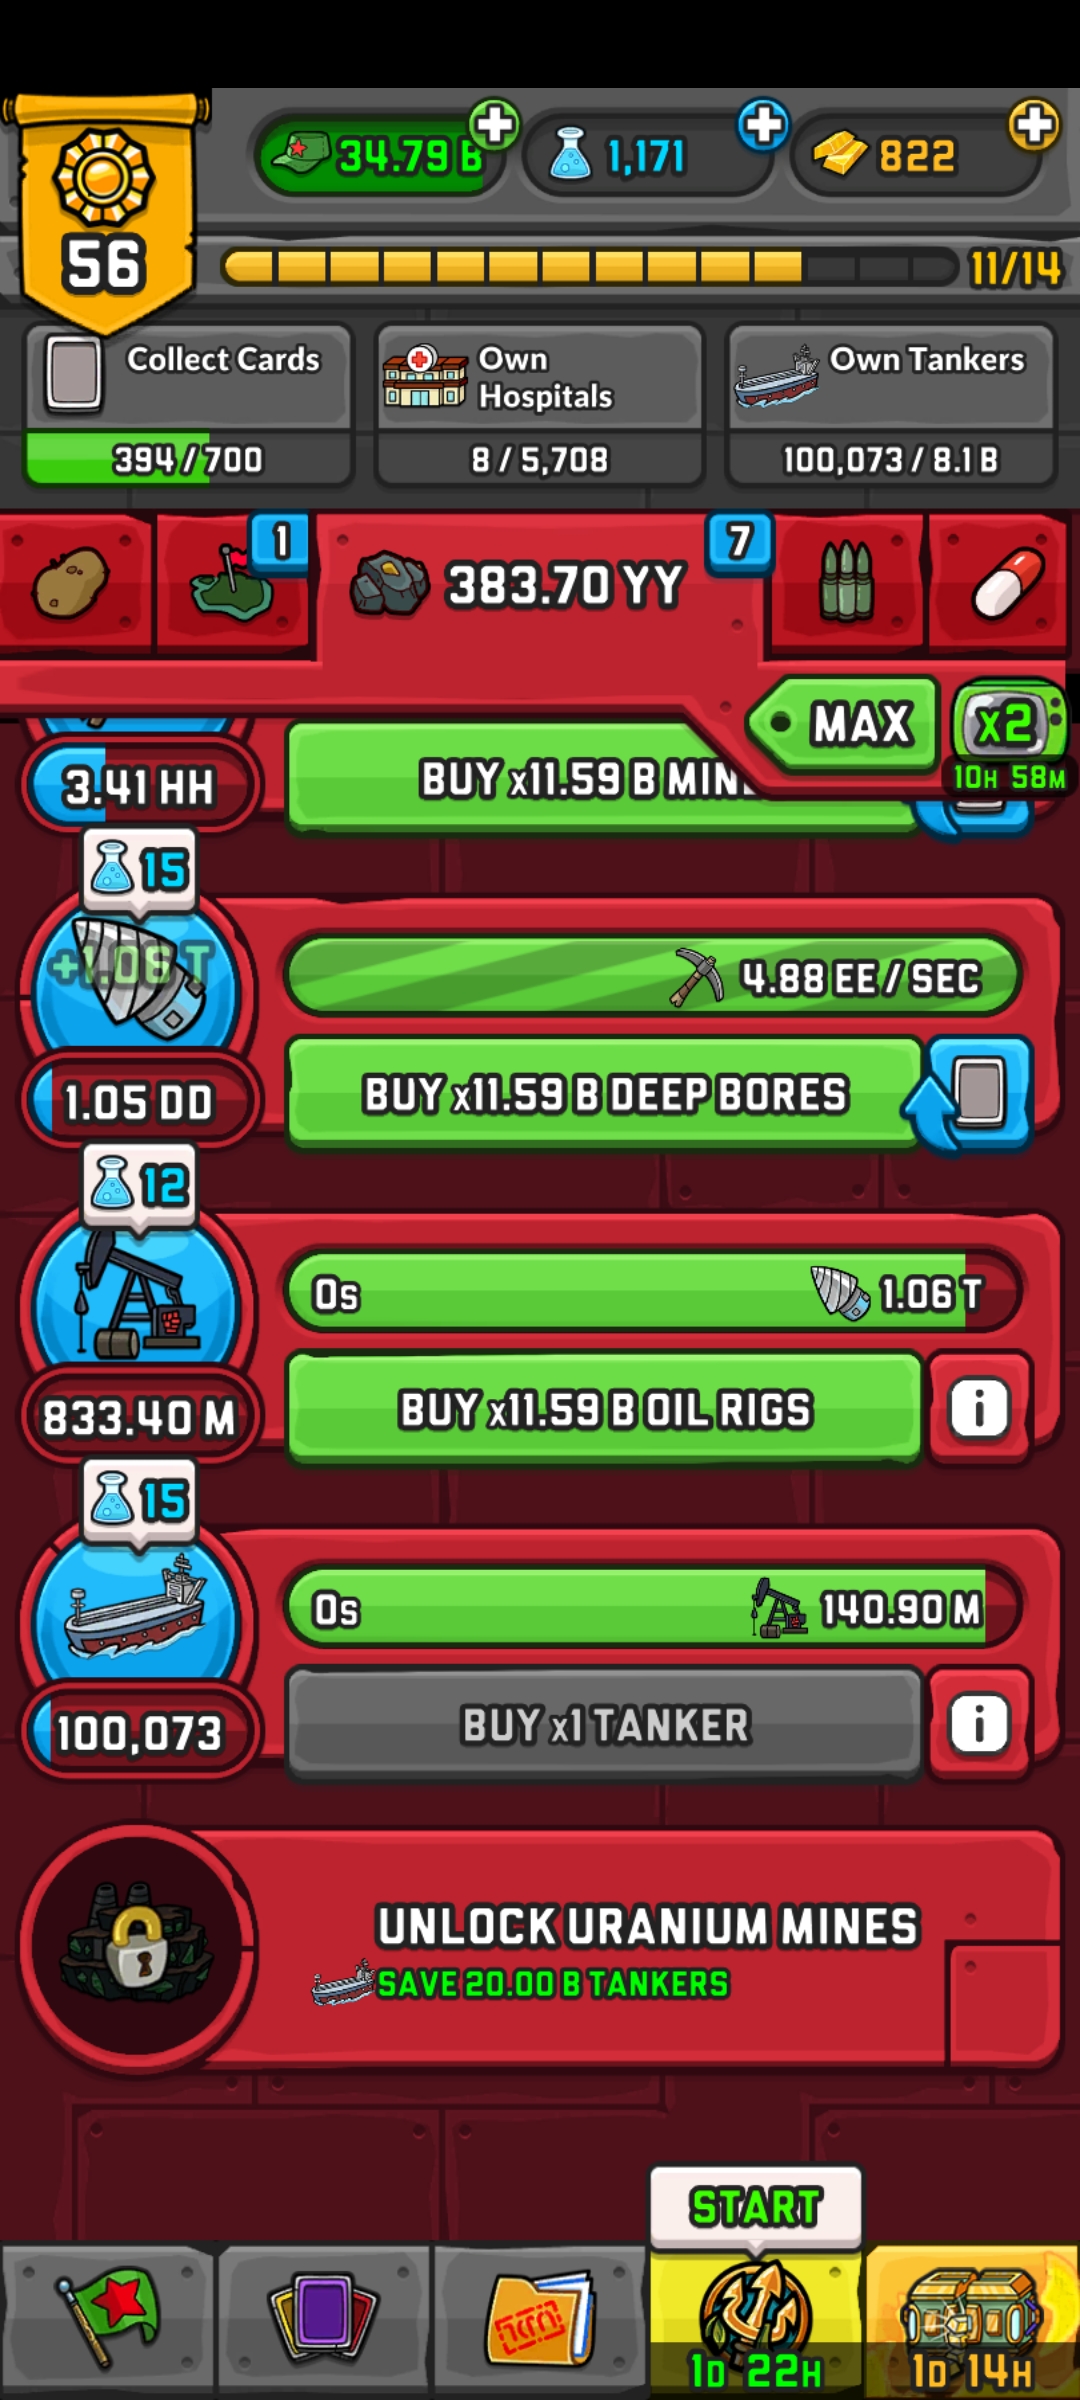 34.79 B
1,171
822
56
11/14
Collect Cards
394/700
Own
Hospitals
8/5,708
Own Tankers
100,073/8.1 B
1
383.70 YY
7
MAX
x2
10H 58M
3.41 HH
BUY x11.59 B MIN
15
+1.06 T
4.88 EE/SEC
1.05 DD
BUY x11.59 B DEEP BORES
12
0s
1.06 T
833.40 M
BUY x11.59 B OIL RIGS
i
15
0s
140.90 M
100,073
BUY x1 TANKER
i
UNLOCK URANIUM MINES
SAVE 20.00 B TANKERS
START
1D 22H
1D 14H